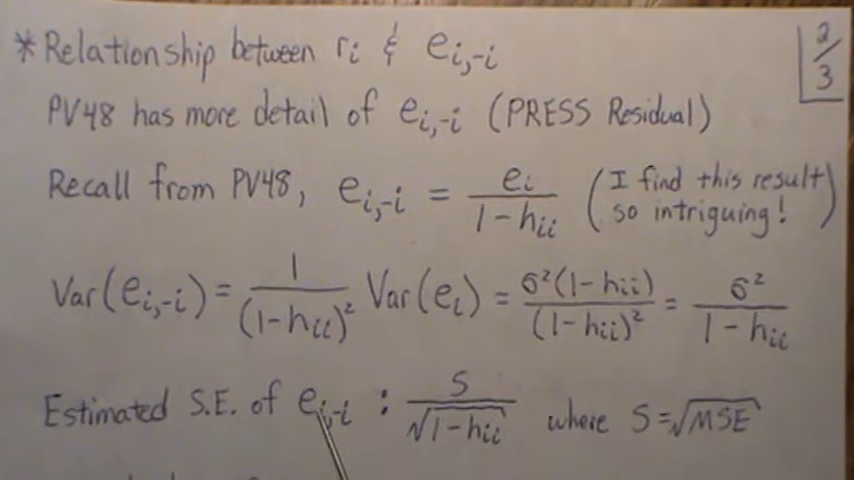 *Relationship between rᵢ & eᵢ,₋ᵢ
2/3
PV48 has more detail of eᵢ,₋ᵢ (PRESS Residual)
Recall from PV48, eᵢ,₋ᵢ = eᵢ / (1 - hᵢᵢ) (I find this result so intriguing!)
Var(eᵢ,₋ᵢ) = 1 / (1 - hᵢᵢ)² Var(eᵢ) = σ²(1 - hᵢᵢ) / (1 - hᵢᵢ)² = σ² / (1 - hᵢᵢ)
Estimated S.E. of eᵢ,₋ᵢ : S / √(1 - hᵢᵢ) where S = √MSE